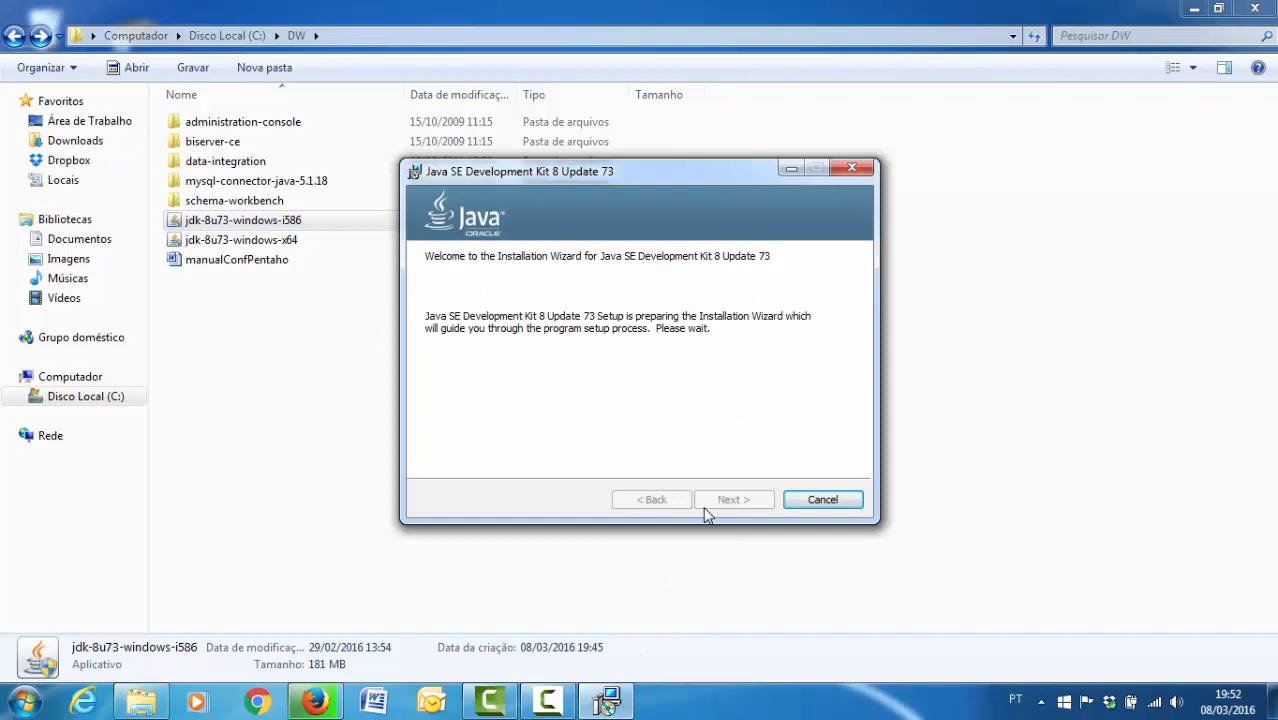 Computador
Disco Local (C:)
DW
Pesquisar DW
Organizar
Abrir
Gravar
Nova pasta
Nome
Data de modificaç...
Tipo
Tamanho
Favoritos
Área de Trabalho
Downloads
Dropbox
Locais
Bibliotecas
Documentos
Imagens
Músicas
Vídeos
Grupo doméstico
Computador
Disco Local (C:)
Rede
administration-console
15/10/2009 11:15
Pasta de arquivos
biserver-ce
15/10/2009 11:15
Pasta de arquivos
data-integration
mysql-connector-java-5.1.18
schema-workbench
jdk-8u73-windows-i586
jdk-8u73-windows-x64
manualConfPentaho
Java SE Development Kit 8 Update 73
Java™
ORACLE
Welcome to the Installation Wizard for Java SE Development Kit 8 Update 73
Java SE Development Kit 8 Update 73 Setup is preparing the Installation Wizard which
will guide you through the program setup process. Please wait.
< Back
Next >
Cancel
jdk-8u73-windows-i586
Data de modificaç... 29/02/2016 13:54
Data da criação: 08/03/2016 19:45
Aplicativo
Tamanho: 181 MB
PT
19:52
08/03/2016